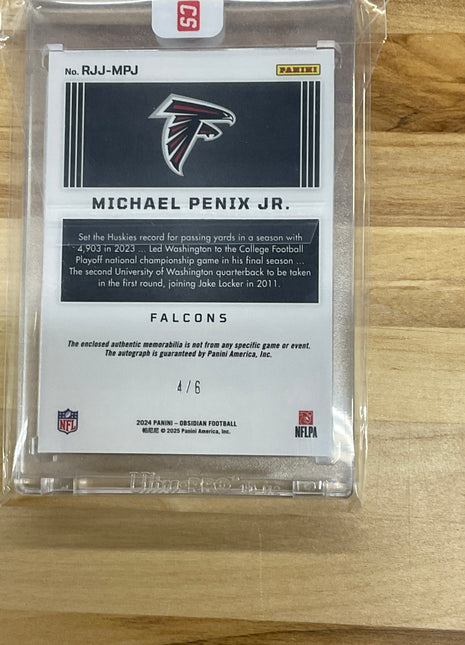 CS
No. RJJ-MPJ
PANINI
MICHAEL PENIX JR.
Set the Huskies record for passing yards in a season with
4,903 in 2023 ... Led Washington to the College Football
Playoff national championship game in his final season ...
The second University of Washington quarterback to be taken
in the first round, joining Jake Locker in 2011.
FALCONS
The enclosed authentic memorabilia is not from any specific game or event.
The autograph is guaranteed by Panini America, Inc.
4/6
NFL
2024 PANINI – OBSIDIAN FOOTBALL
帕尼尼 © 2025 Panini America, Inc.
NFLPA